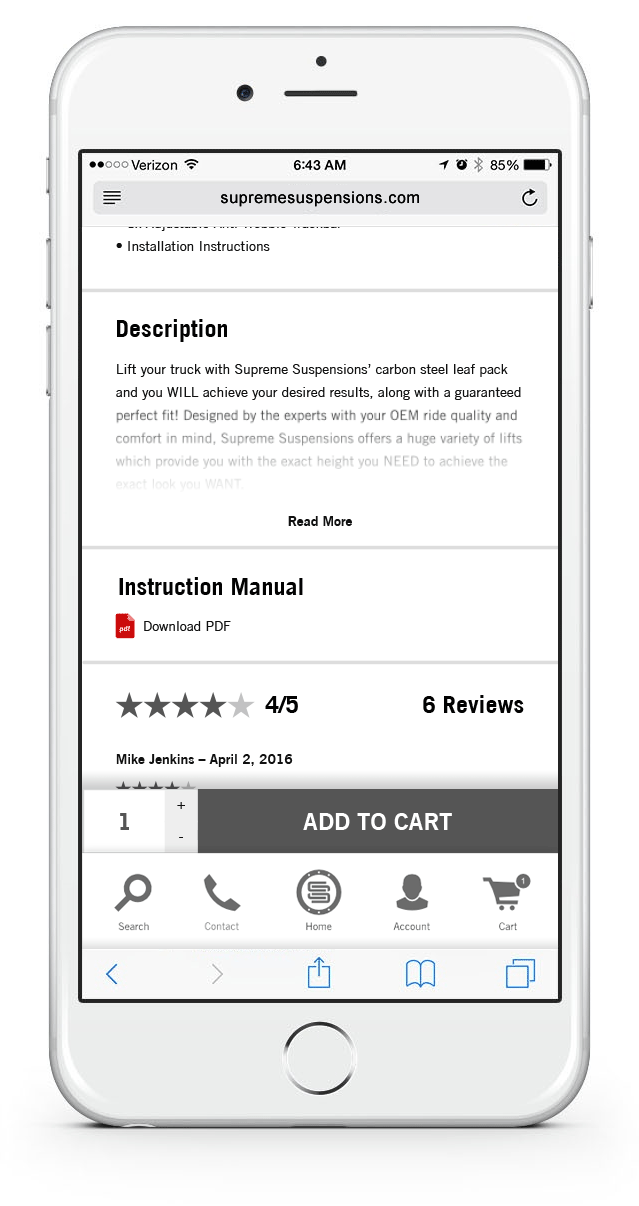 Verizon 6:43 AM 85%
supremesuspensions.com
• Installation Instructions
Description
Lift your truck with Supreme Suspensions’ carbon steel leaf pack
and you WILL achieve your desired results, along with a guaranteed
perfect fit! Designed by the experts with your OEM ride quality and
comfort in mind, Supreme Suspensions offers a huge variety of lifts
which provide you with the exact height you NEED to achieve the
exact look you WANT.
Read More
Instruction Manual
pdf Download PDF
4/5 6 Reviews
Mike Jenkins – April 2, 2016
1 + - ADD TO CART
1
Search Contact Home Account Cart